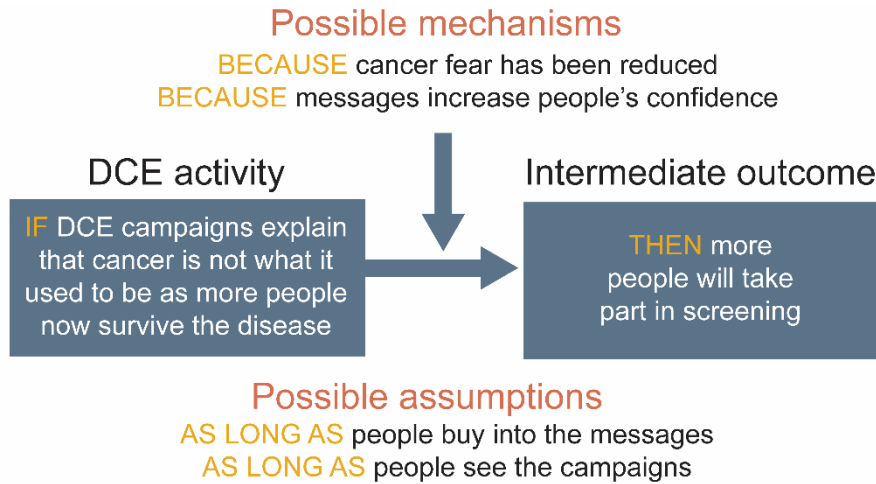 Possible mechanisms
BECAUSE cancer fear has been reduced
BECAUSE messages increase people’s confidence
DCE activity
IF DCE campaigns explain
that cancer is not what it
used to be as more people
now survive the disease
Intermediate outcome
THEN more
people will take
part in screening
Possible assumptions
AS LONG AS people buy into the messages
AS LONG AS people see the campaigns